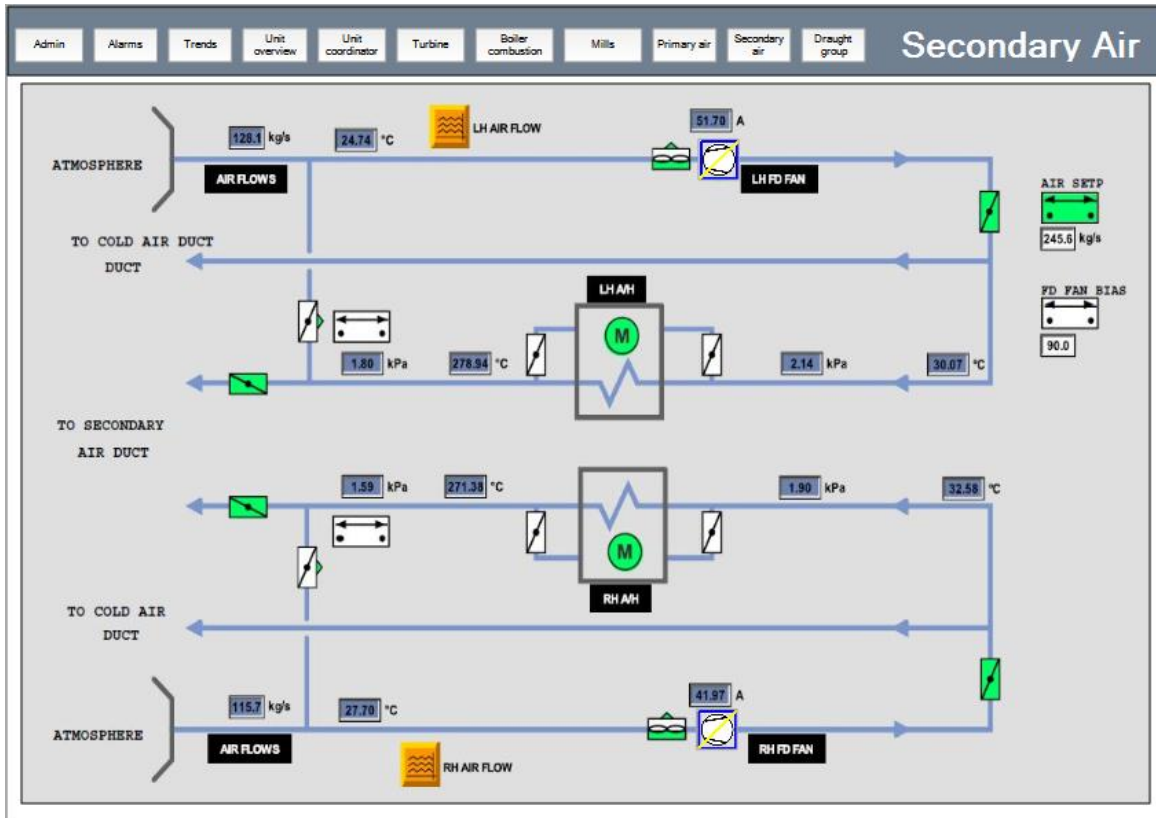 Admin
Alarms
Trends
Unit
overview
Unit
coordinator
Turbine
Boiler
combustion
Mills
Primary air
Secondary
air
Draught
group
Secondary Air
128.1 kg/s
24.74 °C
LH AIR FLOW
51.70 A
ATMOSPHERE
AIR FLOWS
LH FD FAN
AIR SETP
245.6 kg/s
TO COLD AIR DUCT
DUCT
LH A/H
M
FD FAN BIAS
90.0
1.80 kPa
278.94 °C
2.14 kPa
30.07 °C
TO SECONDARY
AIR DUCT
1.59 kPa
271.38 °C
1.90 kPa
32.58 °C
M
RH A/H
TO COLD AIR
DUCT
115.7 kg/s
27.70 °C
41.97 A
ATMOSPHERE
AIR FLOWS
RH FD FAN
RH AIR FLOW